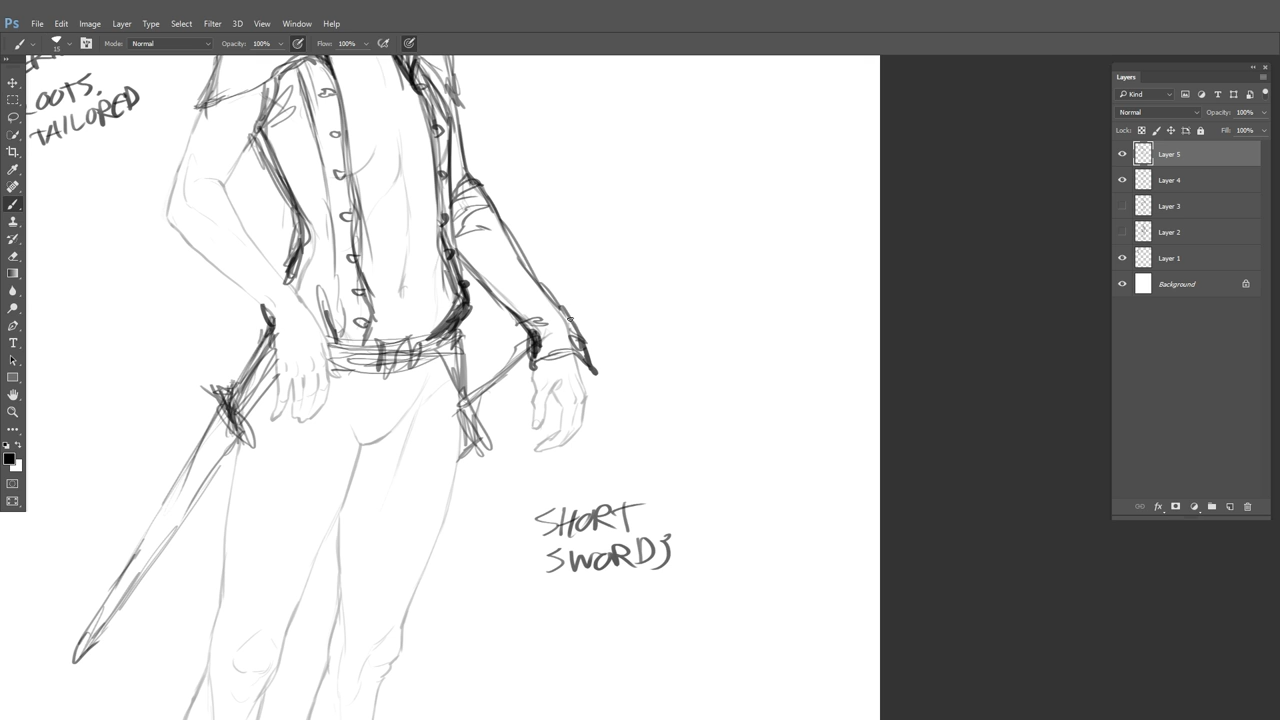 Ps File Edit Image Layer Type Select Filter 3D View Window Help
15 Mode: Normal Opacity: 100% Flow: 100%
Layers
Kind
Normal Opacity: 100%
Lock: Fill: 100%
Layer 5
Layer 4
Layer 3
Layer 2
Layer 1
Background
OOTS.
TAILORED
SHORT
SWORDS